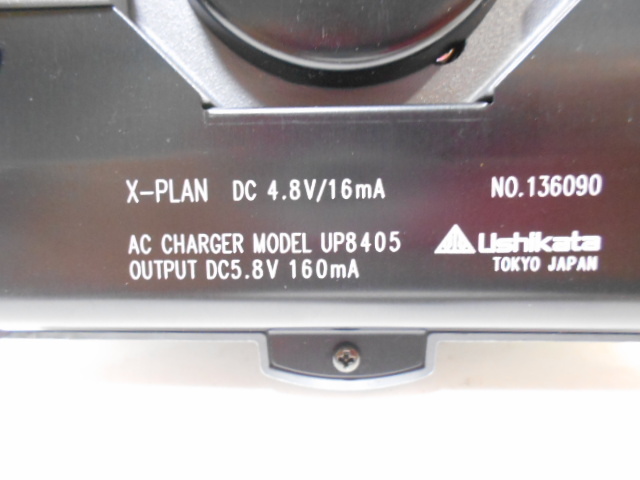 X-PLAN DC 4.8V/16mA NO.136090
AC CHARGER MODEL UP8405 Ushikata
OUTPUT DC5.8V 160mA TOKYO JAPAN